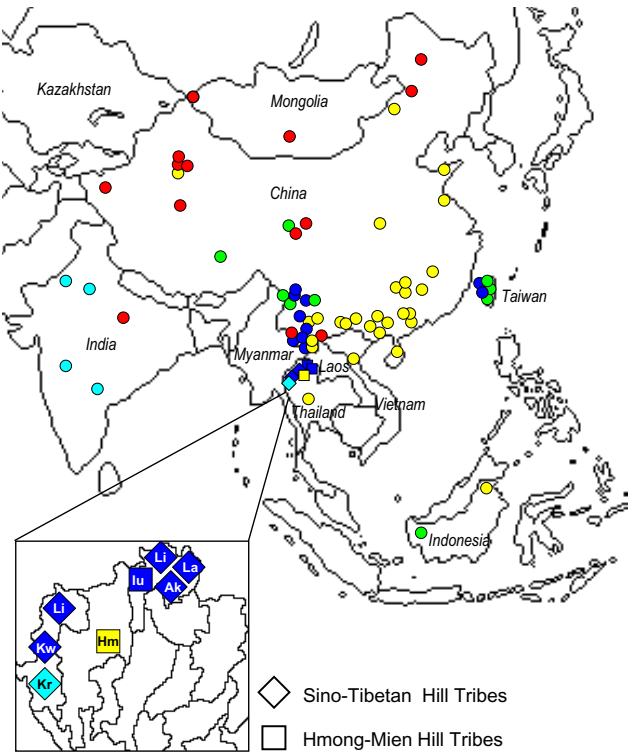 Kazakhstan
Mongolia
China
Taiwan
India
Myanmar
Laos
Thailand
Vietnam
Indonesia
Li
La
Iu
Ak
Li
Hm
Kw
Kr
Sino-Tibetan Hill Tribes
Hmong-Mien Hill Tribes